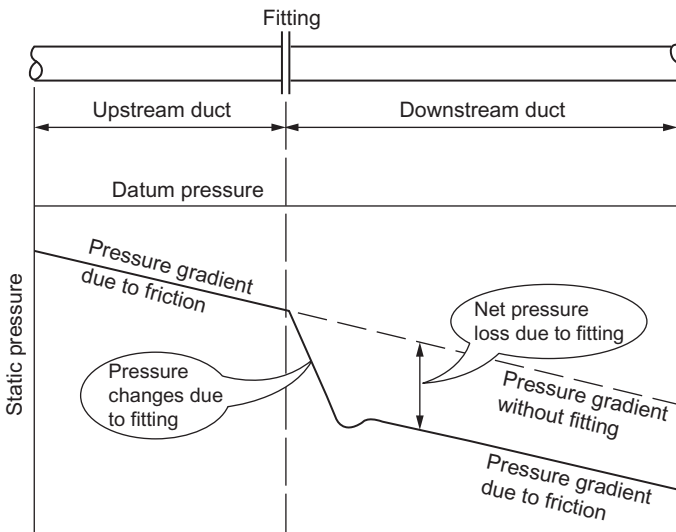 Fitting
Upstream duct
Downstream duct
Datum pressure
Static pressure
Pressure gradient
due to friction
Net pressure
loss due to fitting
Pressure
changes due
to fitting
Pressure gradient
without fitting
Pressure gradient
due to friction